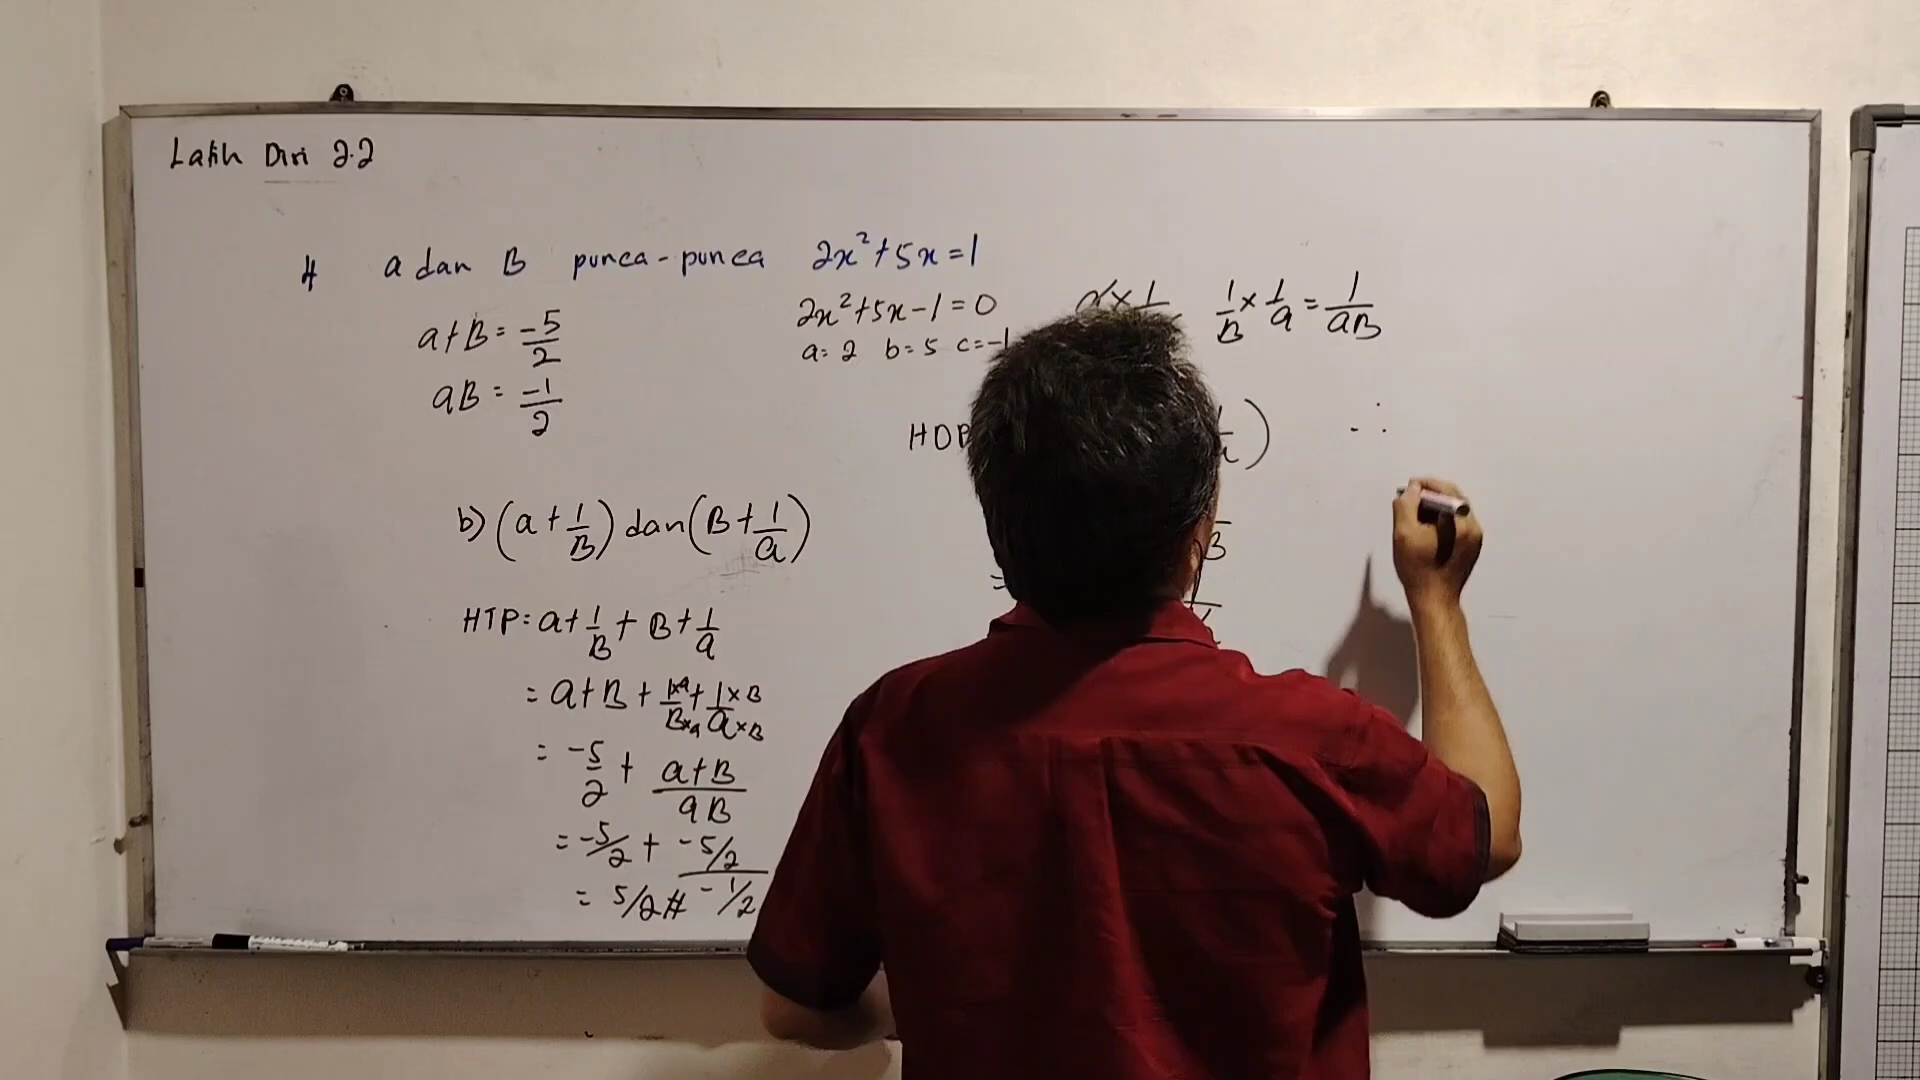 Latih Diri 2.2
4 a dan B punca-punca 2x²+5x=1
a+B = -5/2
aB = -1/2
2x²+5x-1=0
a=2 b=5 c=-1
1/B × 1/a = 1/aB
b) (a + 1/B) dan (B + 1/a)
HTP: a + 1/B + B + 1/a
= a+B + 1×a/B×a + 1×B/a×B
= -5/2 + a+B/aB
= -5/2 + -5/2/-1/2
= 5/2 #